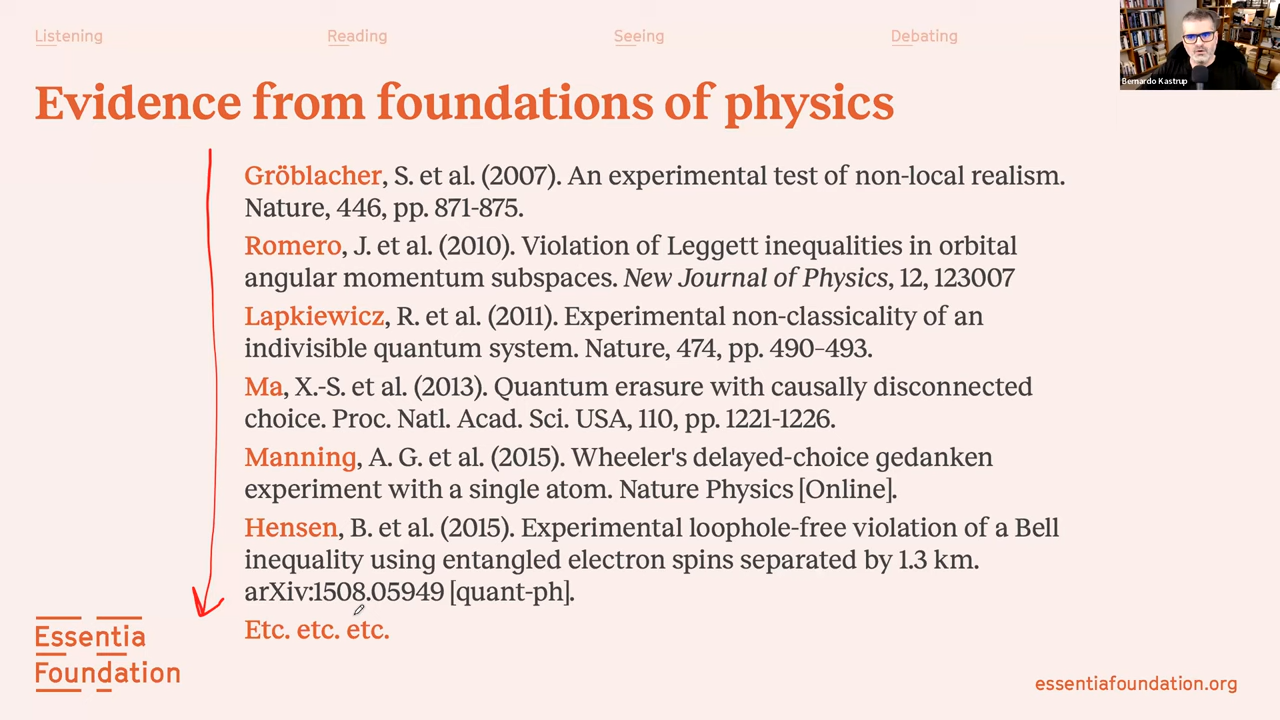 Listening Reading Seeing Debating
Bernardo Kastrup
Evidence from foundations of physics
Gröblacher, S. et al. (2007). An experimental test of non-local realism.
Nature, 446, pp. 871-875.
Romero, J. et al. (2010). Violation of Leggett inequalities in orbital
angular momentum subspaces. New Journal of Physics, 12, 123007
Lapkiewicz, R. et al. (2011). Experimental non-classicality of an
indivisible quantum system. Nature, 474, pp. 490–493.
Ma, X.-S. et al. (2013). Quantum erasure with causally disconnected
choice. Proc. Natl. Acad. Sci. USA, 110, pp. 1221-1226.
Manning, A. G. et al. (2015). Wheeler's delayed-choice gedanken
experiment with a single atom. Nature Physics [Online].
Hensen, B. et al. (2015). Experimental loophole-free violation of a Bell
inequality using entangled electron spins separated by 1.3 km.
arXiv:1508.05949 [quant-ph].
Etc. etc. etc.
Essentia
Foundation
essentiafoundation.org